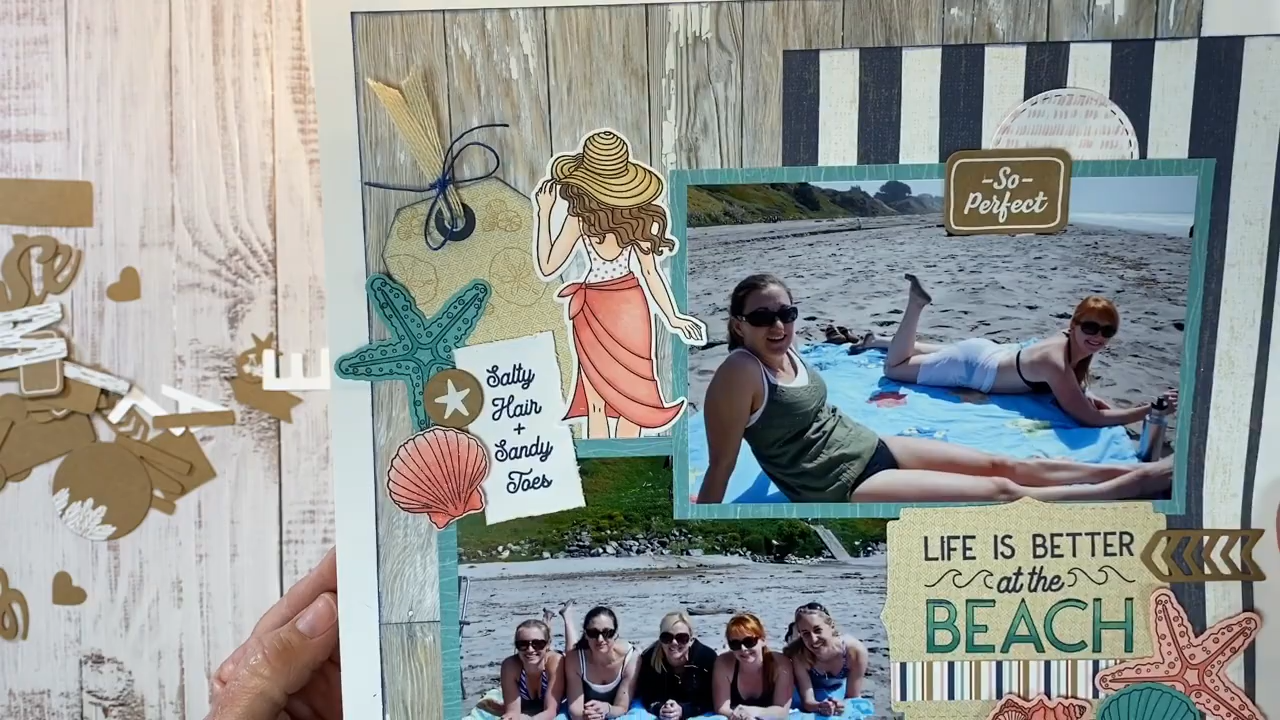 -So-
Perfect
Salty
Hair
+
Sandy
Toes
LIFE IS BETTER
at the
BEACH
E